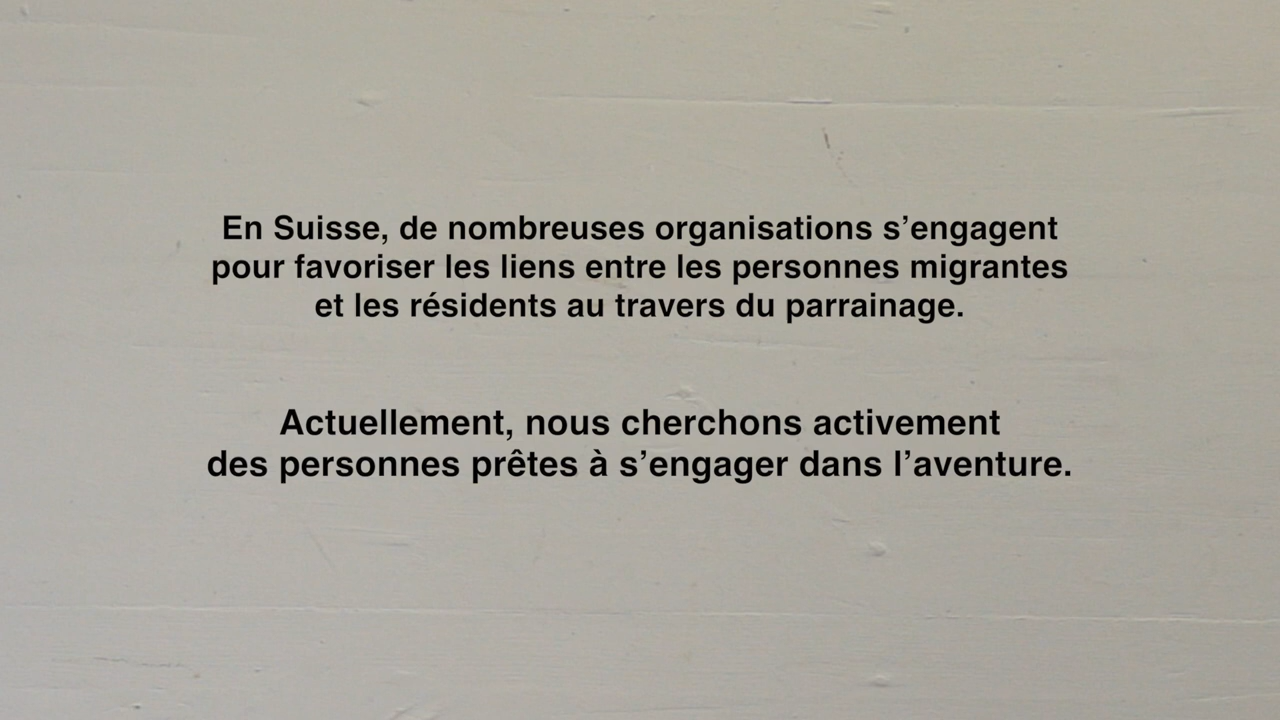 En Suisse, de nombreuses organisations s’engagent
pour favoriser les liens entre les personnes migrantes
et les résidents au travers du parrainage.
Actuellement, nous cherchons activement
des personnes prêtes à s’engager dans l’aventure.